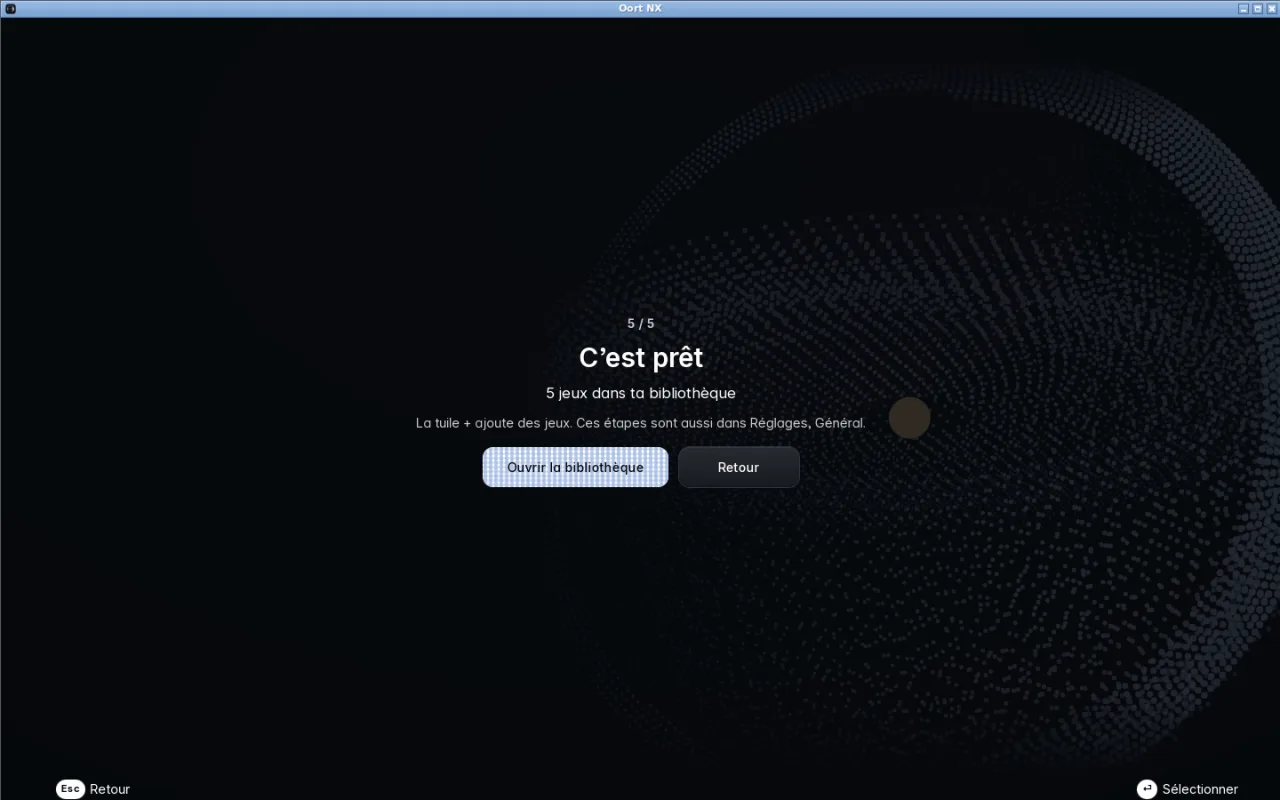 Oort NX
5 / 5
C’est prêt
5 jeux dans ta bibliothèque
La tuile + ajoute des jeux. Ces étapes sont aussi dans Réglages, Général.
Ouvrir la bibliothèque
Retour
Esc Retour
⏎ Sélectionner